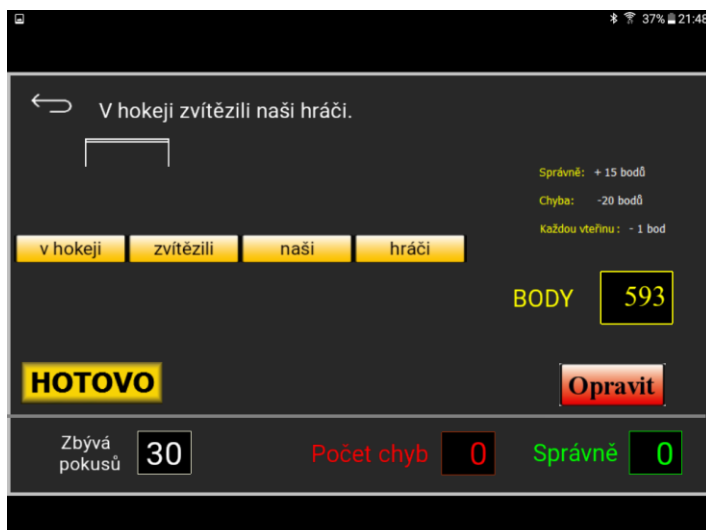 37% 21:48
V hokeji zvítězili naši hráči.
Správně: + 15 bodů
Chyba: -20 bodů
Každou vteřinu : - 1 bod
v hokeji zvítězili naši hráči
BODY 593
HOTOVO Opravit
Zbývá pokusů 30 Počet chyb 0 Správně 0